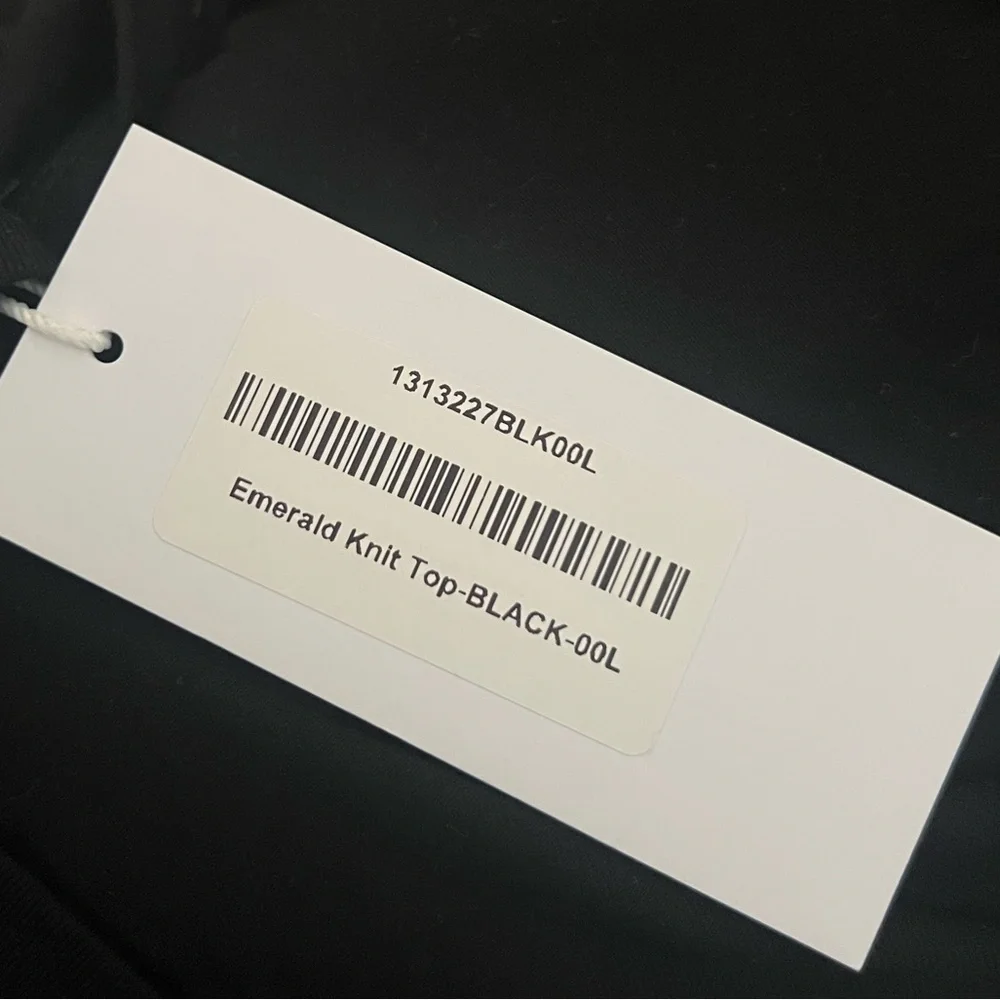 1313227BLK00L
Emerald Knit Top-BLACK-00L